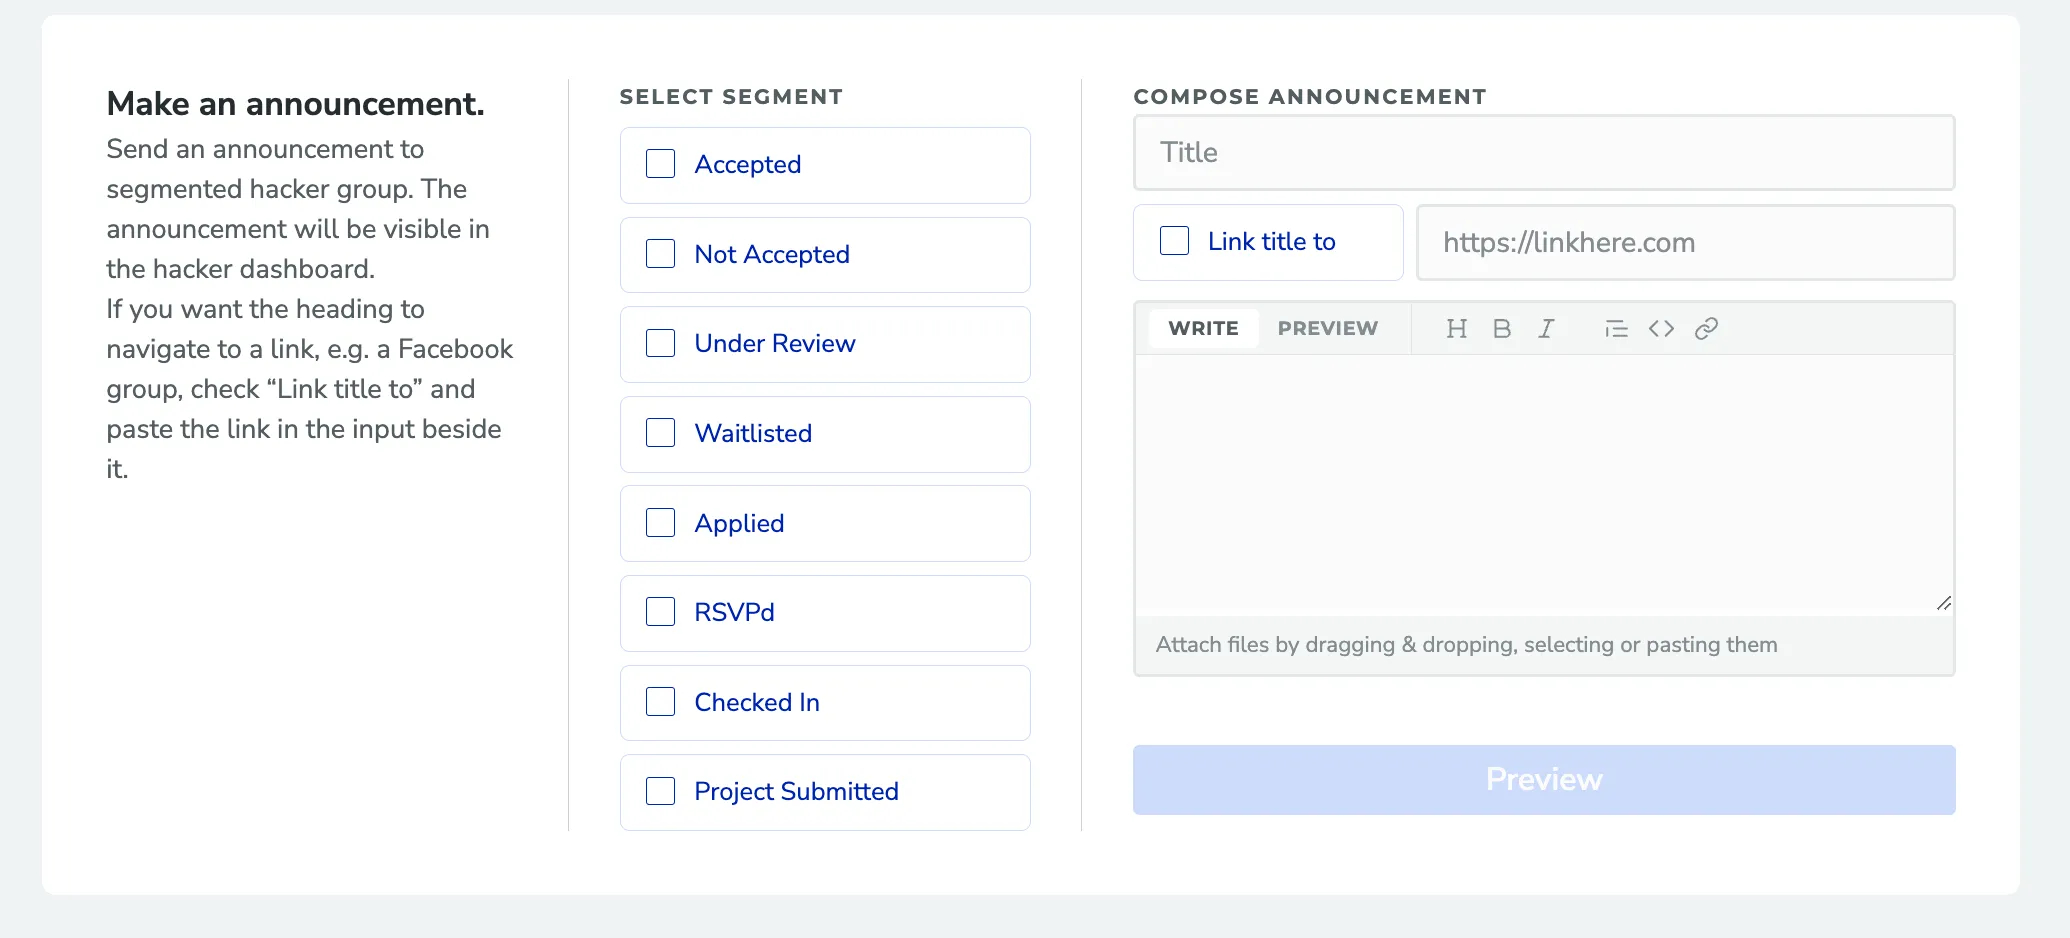 Make an announcement.
Send an announcement to
segmented hacker group. The
announcement will be visible in
the hacker dashboard.
If you want the heading to
navigate to a link, e.g. a Facebook
group, check “Link title to” and
paste the link in the input beside
it.
SELECT SEGMENT
Accepted
Not Accepted
Under Review
Waitlisted
Applied
RSVPd
Checked In
Project Submitted
COMPOSE ANNOUNCEMENT
Title
Link title to
https://linkhere.com
WRITE PREVIEW H B I <>
Attach files by dragging & dropping, selecting or pasting them
Preview